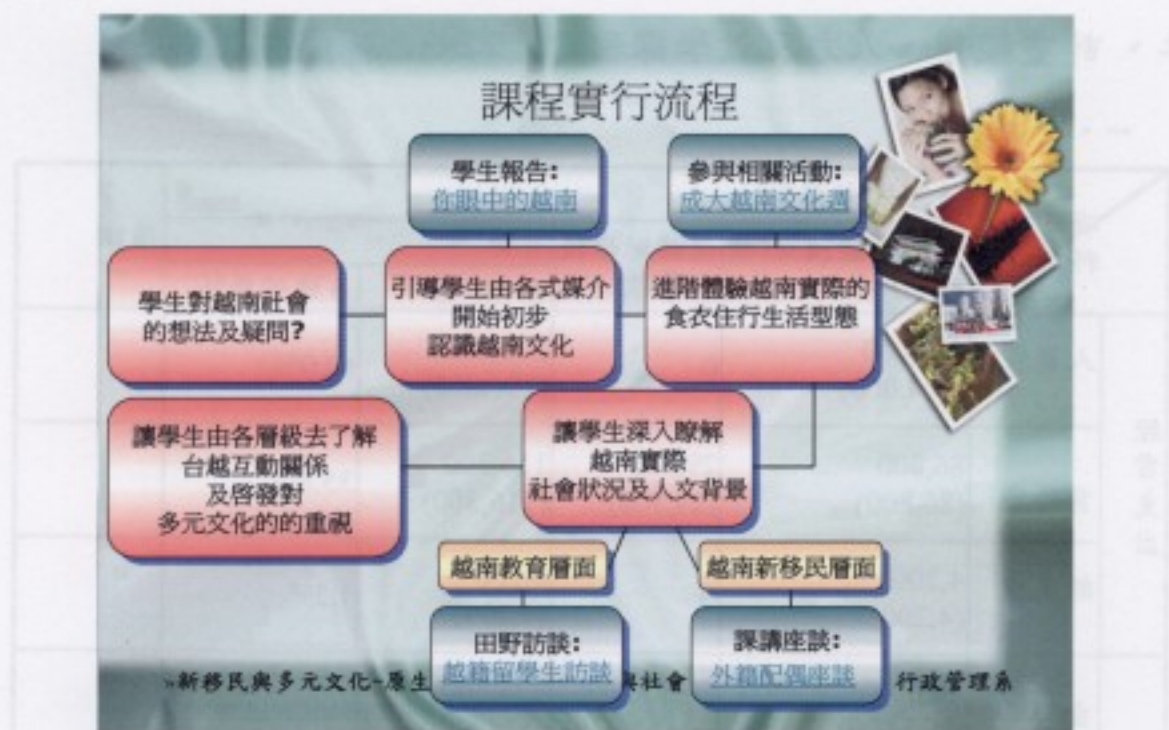 課程實行流程
學生報告:
你眼中的越南
參與相關活動:
成大越南文化週
學生對越南社會
的想法及疑問?
引導學生由各式媒介
開始初步
認識越南文化
進階體驗越南實際的
食衣住行生活型態
讓學生由各層級去了解
台越互動關係
及啓發對
多元文化的的重視
讓學生深入瞭解
越南實際
社會狀況及人文背景
越南教育層面
越南新移民層面
田野訪談:
越籍留學生訪談
課講座談:
外籍配偶座談
新移民與多元文化-原生
與社會
行政管理系